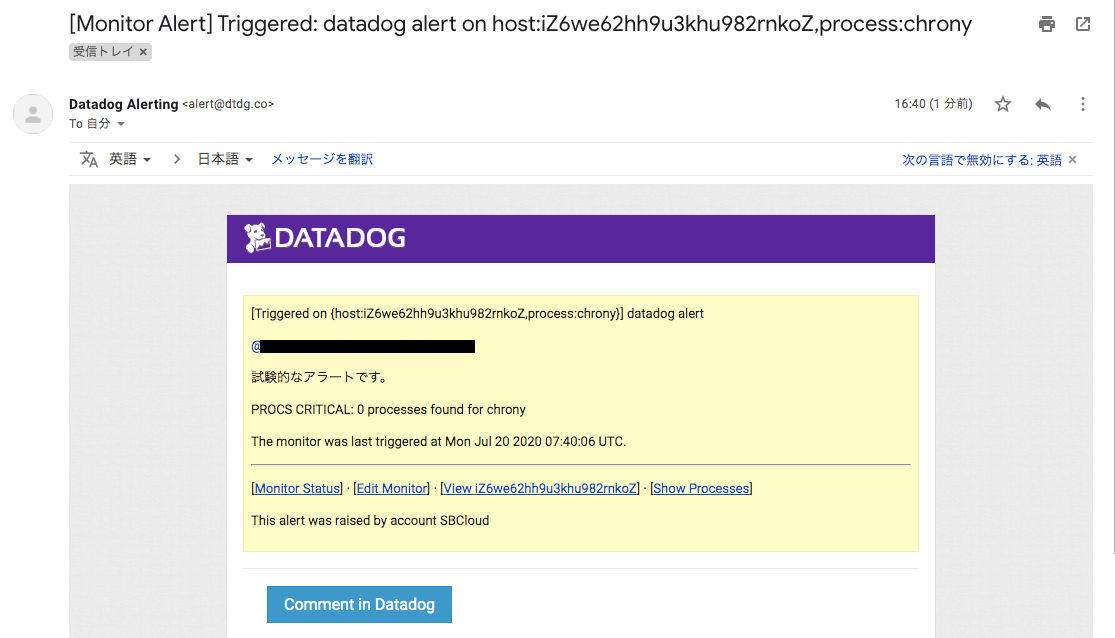 [Monitor Alert] Triggered: datadog alert on host:iZ6we62hh9u3khu982rnkoZ,process:chrony
受信トレイ ×
Datadog Alerting <alert@dtdg.co>
16:40 (1 分前)
To 自分
英語 > 日本語 メッセージを翻訳
次の言語で無効にする: 英語 ×
DATADOG
[Triggered on {host:iZ6we62hh9u3khu982rnkoZ,process:chrony}] datadog alert
@
試験的なアラートです。
PROCS CRITICAL: 0 processes found for chrony
The monitor was last triggered at Mon Jul 20 2020 07:40:06 UTC.
[Monitor Status] · [Edit Monitor] · [View iZ6we62hh9u3khu982rnkoZ] · [Show Processes]
This alert was raised by account SBCloud
Comment in Datadog